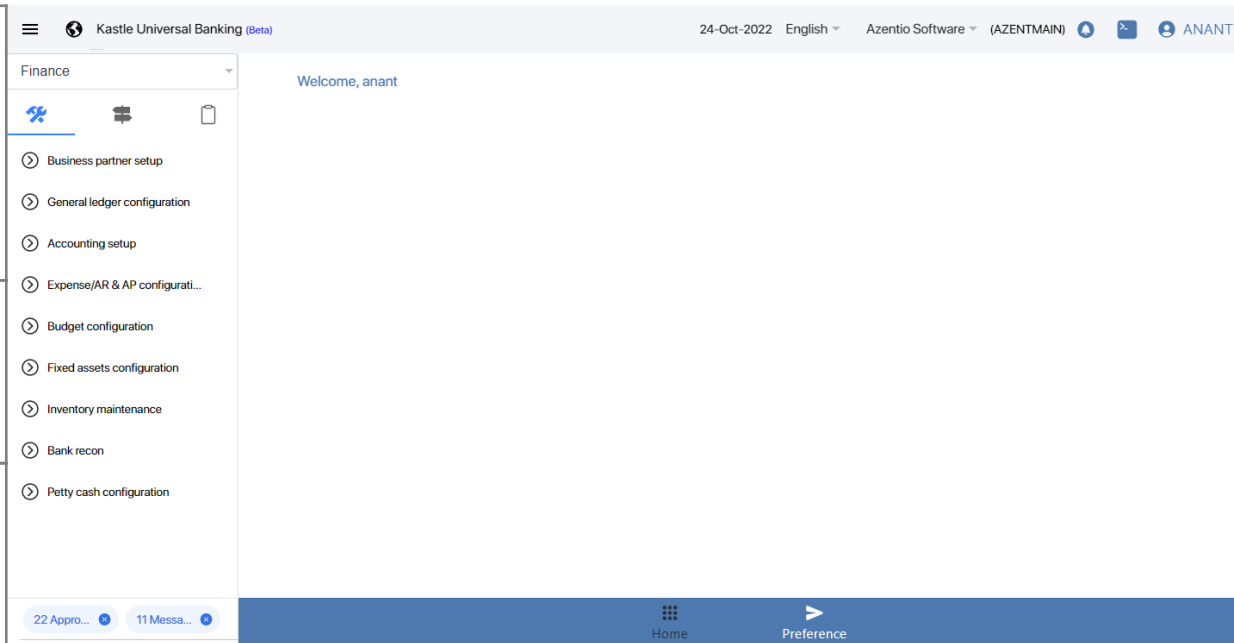 Kastle Universal Banking (Beta)
24-Oct-2022 English Azentio Software (AZENTMAIN) ANANT
Finance
Welcome, anant
Business partner setup
General ledger configuration
Accounting setup
Expense/AR & AP configurati...
Budget configuration
Fixed assets configuration
Inventory maintenance
Bank recon
Petty cash configuration
22 Appro... 11 Messa...
Home Preference